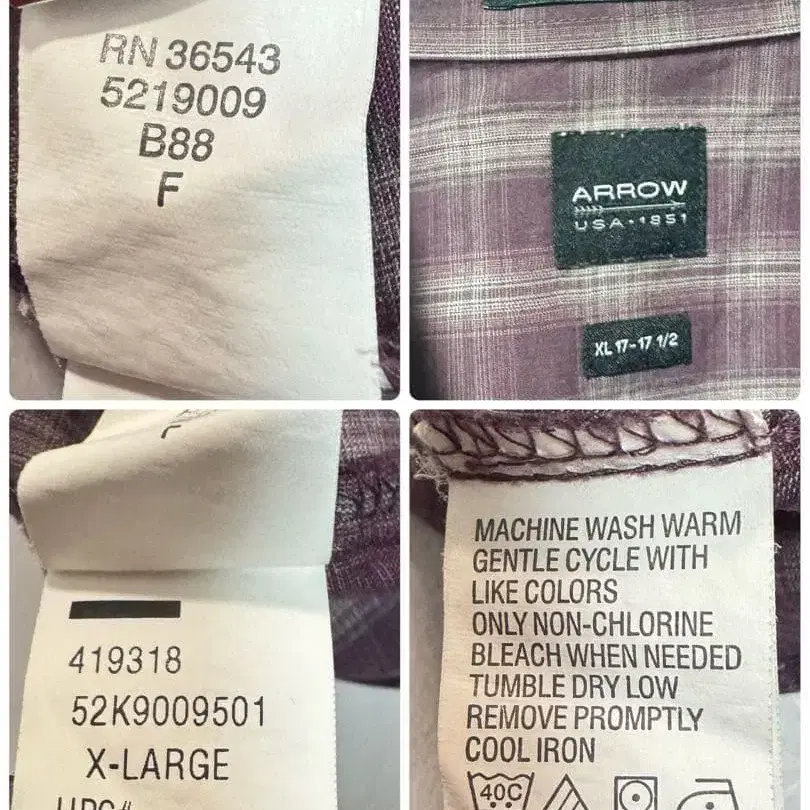 RN 36543
5219009
B88
F
ARROW
USA-1851
XL 17-17 1/2
419318
52K9009501
X-LARGE
UPC#
MACHINE WASH WARM
GENTLE CYCLE WITH
LIKE COLORS
ONLY NON-CHLORINE
BLEACH WHEN NEEDED
TUMBLE DRY LOW
REMOVE PROMPTLY
COOL IRON
40C